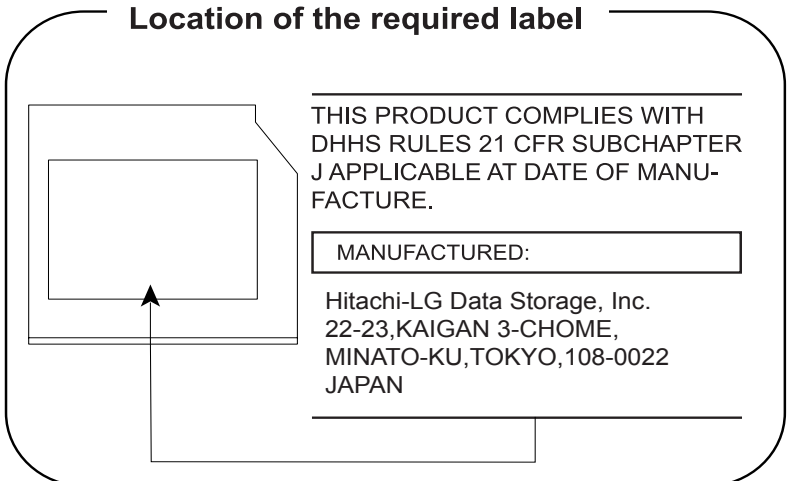 Location of the required label
THIS PRODUCT COMPLIES WITH
DHHS RULES 21 CFR SUBCHAPTER
J APPLICABLE AT DATE OF MANU-
FACTURE.
MANUFACTURED:
Hitachi-LG Data Storage, Inc.
22-23,KAIGAN 3-CHOME,
MINATO-KU,TOKYO,108-0022
JAPAN